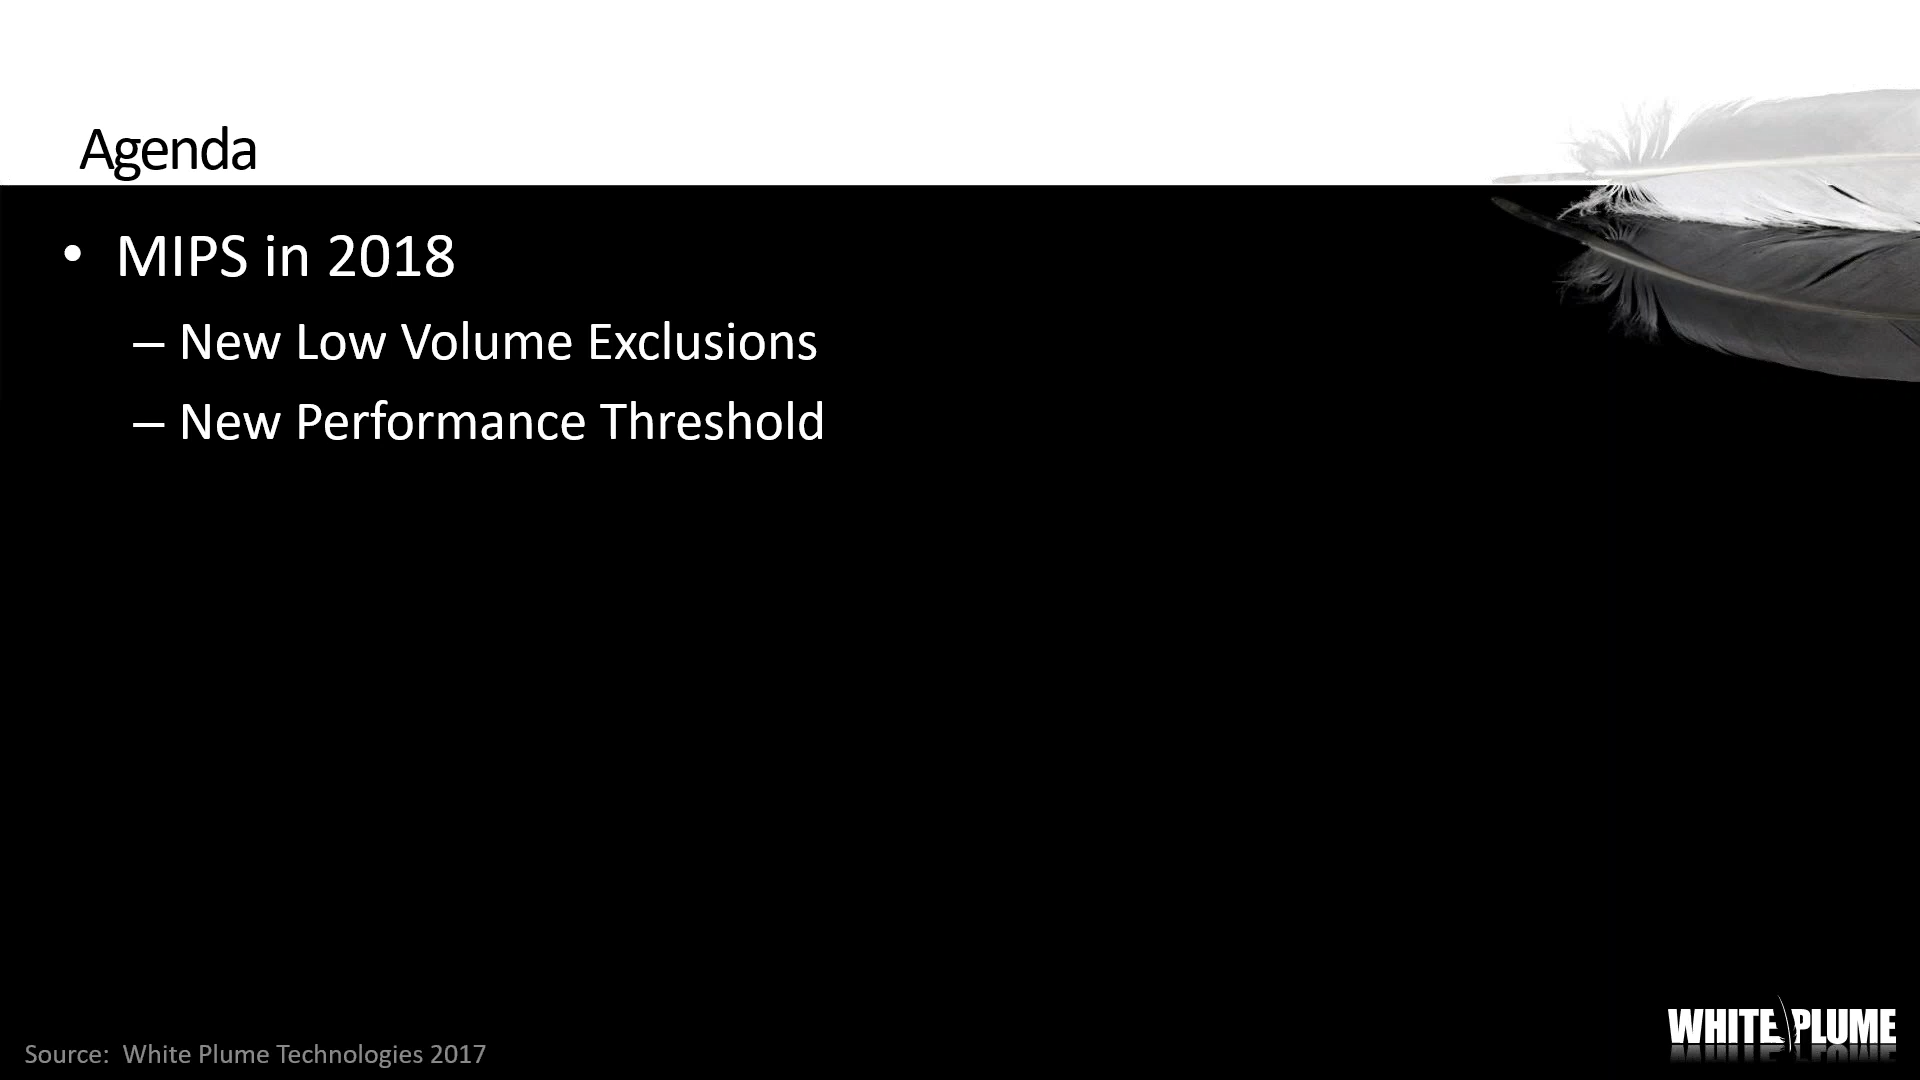 Agenda
• MIPS in 2018
– New Low Volume Exclusions
– New Performance Threshold
Source: White Plume Technologies 2017
WHITE PLUME